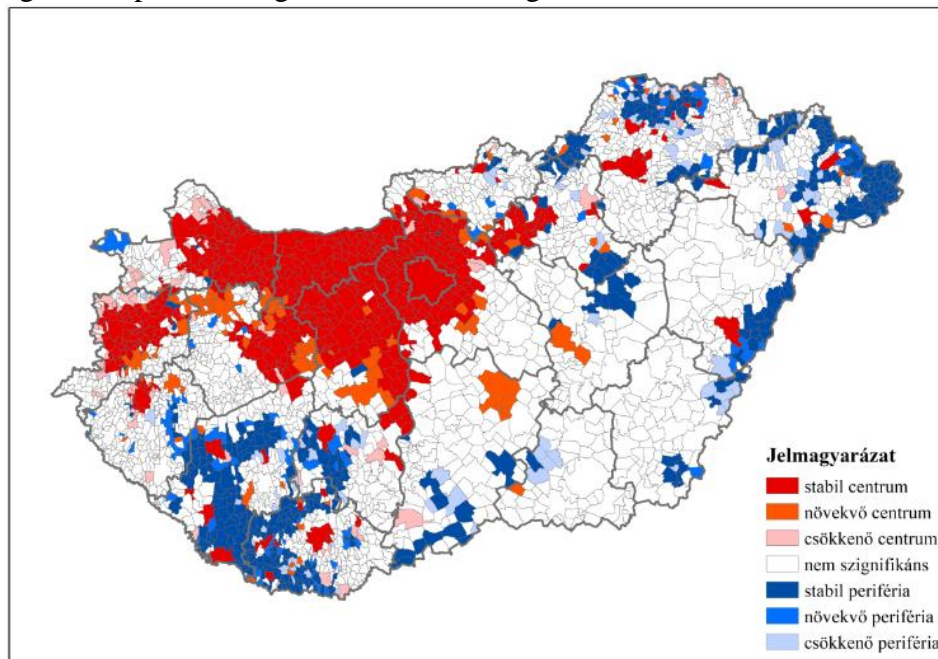 Jelmagyarázat
stabil centrum
növekvő centrum
csökkenő centrum
nem szignifikáns
stabil periféria
növekvő periféria
csökkenő periféria